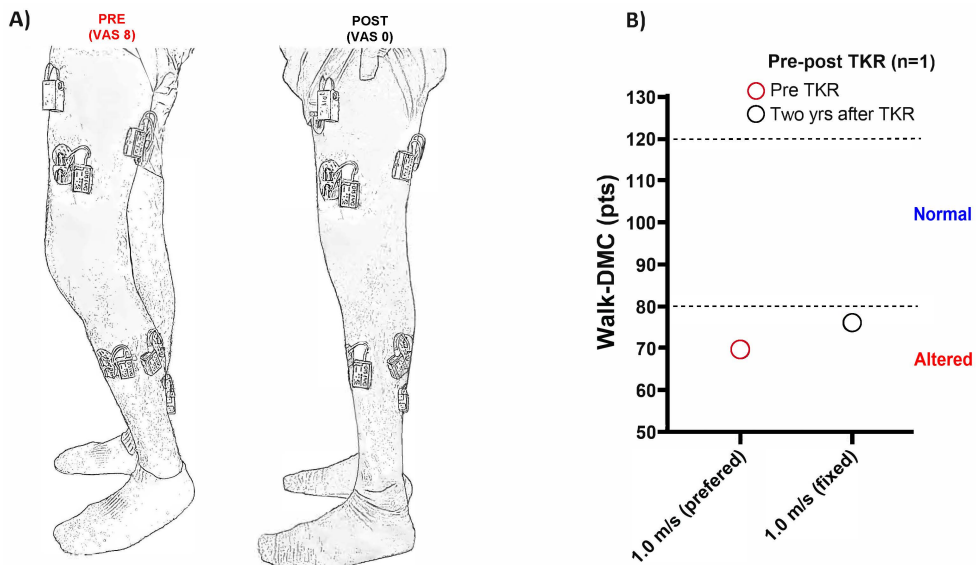 A)
PRE
(VAS 8)
POST
(VAS 0)
B)
Pre-post TKR (n=1)
Pre TKR
Two yrs after TKR
Walk-DMC (pts)
130
120
110
100
90
80
70
60
50
Normal
Altered
1.0 m/s (prefered)
1.0 m/s (fixed)